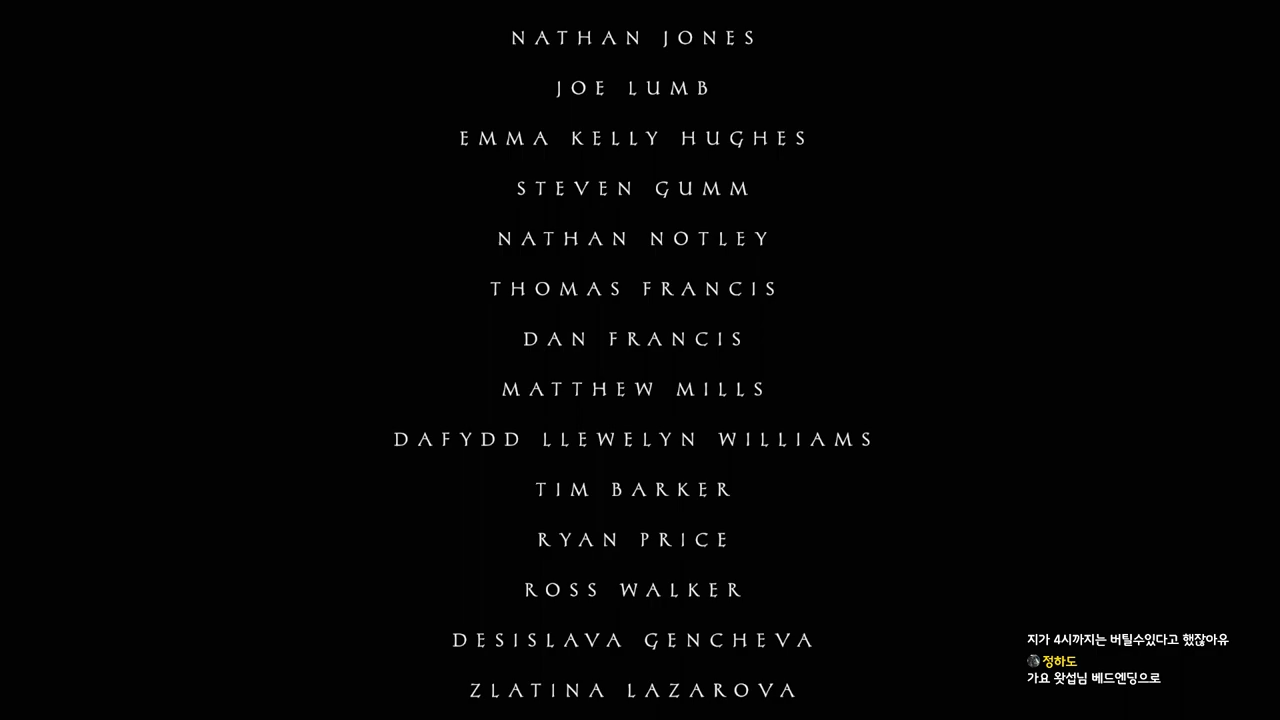 NATHAN JONES
JOE LUMB
EMMA KELLY HUGHES
STEVEN GUMM
NATHAN NOTLEY
THOMAS FRANCIS
DAN FRANCIS
MATTHEW MILLS
DAFYDD LLEWELYN WILLIAMS
TIM BARKER
RYAN PRICE
ROSS WALKER
DESISLAVA GENCHEVA
ZLATINA LAZAROVA
지가 4시까지는 버틸수있다고 했잖아유
정하도
가요 왓섭님 베드엔딩으로